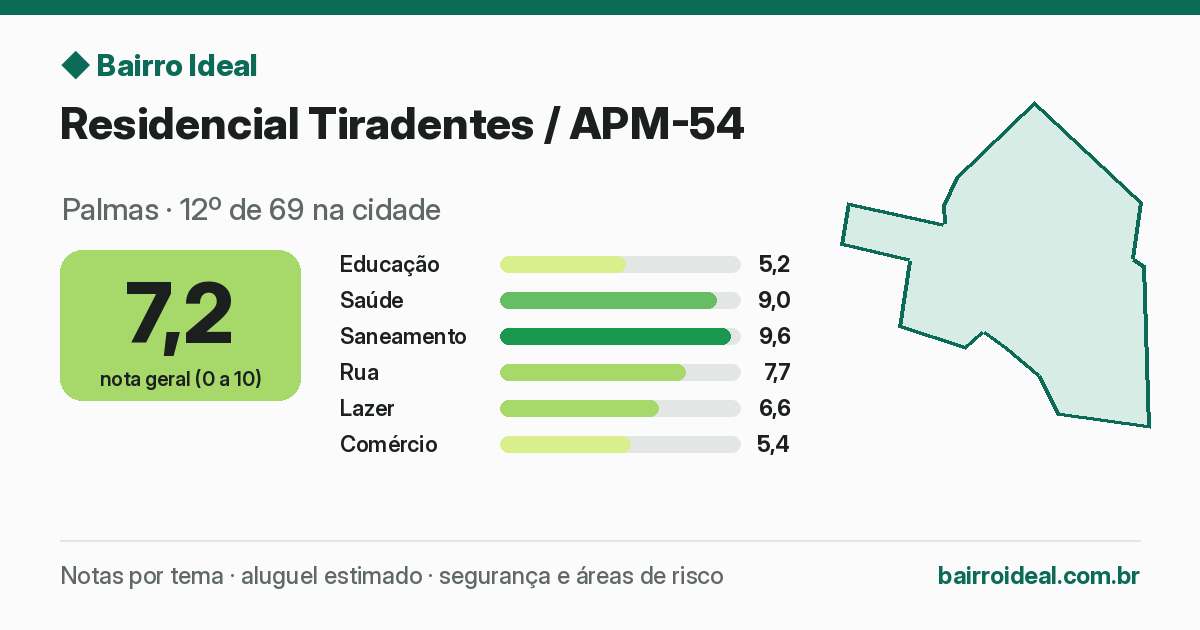 Bairro Ideal
Residencial Tiradentes / APM-54
Palmas · 12º de 69 na cidade
7,2
nota geral (0 a 10)
Educação 5,2
Saúde 9,0
Saneamento 9,6
Rua 7,7
Lazer 6,6
Comércio 5,4
Notas por tema · aluguel estimado · segurança e áreas de risco
bairroideal.com.br